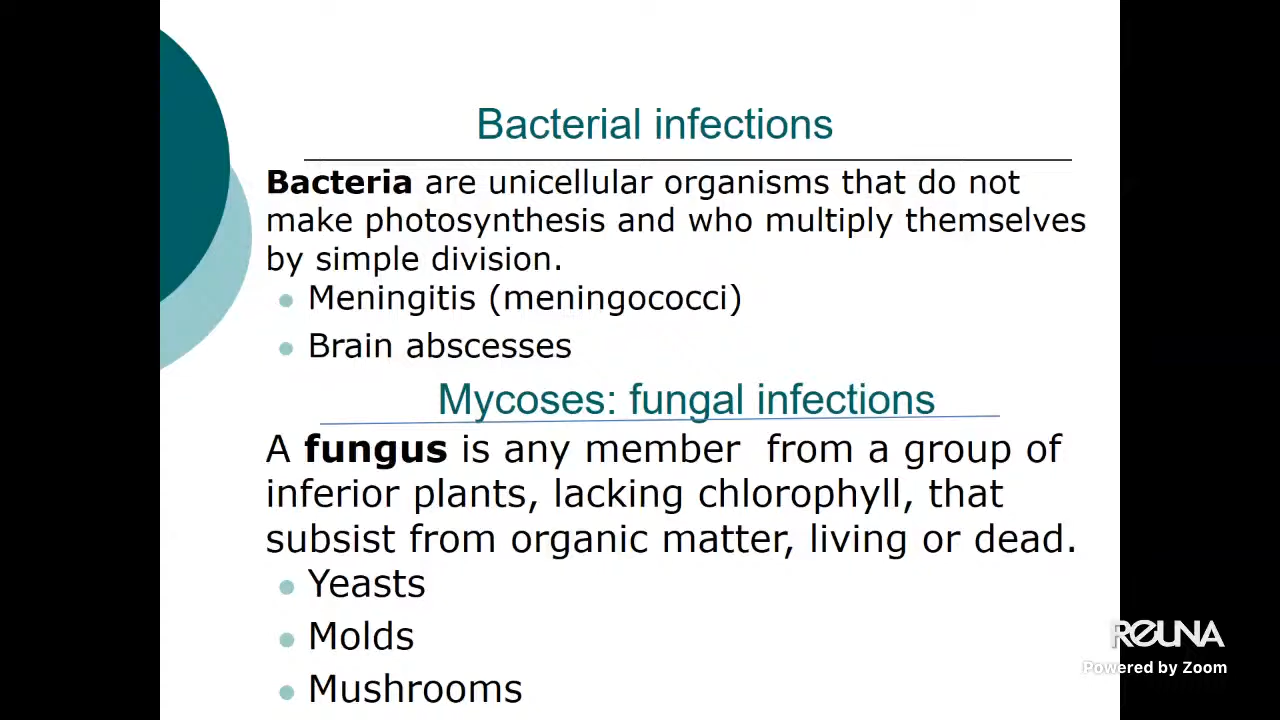 Bacterial infections
Bacteria are unicellular organisms that do not
make photosynthesis and who multiply themselves
by simple division.
Meningitis (meningococci)
Brain abscesses
Mycoses: fungal infections
A fungus is any member from a group of
inferior plants, lacking chlorophyll, that
subsist from organic matter, living or dead.
Yeasts
Molds
Mushrooms
REUNA
Powered by Zoom